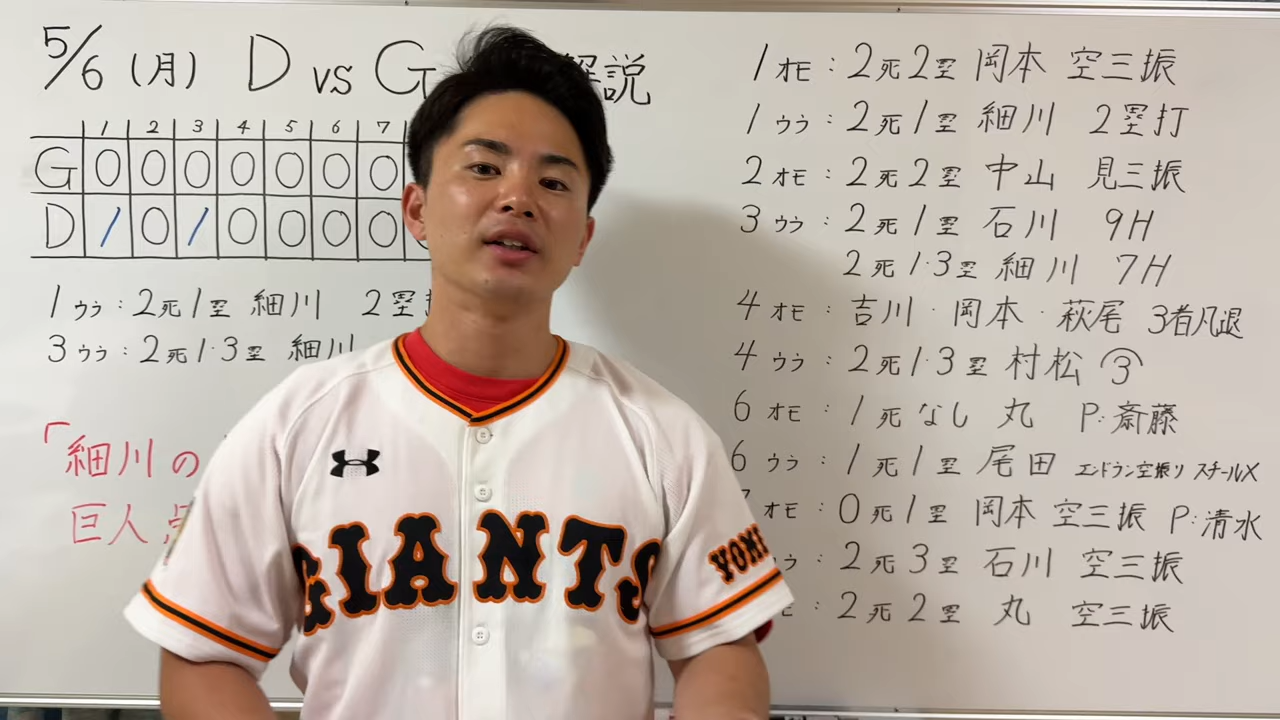 5/6 (月) D vs G 解説
1 2 3 4 5 6 7
G 0 0 0 0 0 0 0
D 1 0 1 0 0 0 0
1ウラ:2死1塁 細川 2塁
3ウラ:2死1・3塁 細川
「細川の
巨人
1オモ:2死2塁 岡本 空三振
1ウラ:2死1塁 細川 2塁打
2オモ:2死2塁 中山 見三振
3ウラ:2死1塁 石川 9H
2死1・3塁 細川 7H
4オモ:吉川・岡本・萩尾 3者凡退
4ウラ:2死1・3塁 村松 3
6オモ:1死なし 丸 P:斎藤
6ウラ:1死1塁 尾田 エンドラン空振り スチール×
オモ:0死1塁 岡本 空三振 P:清水
ラ:2死3塁 石川 空三振
モ:2死2塁 丸 空三振
GIANTS
YOMI